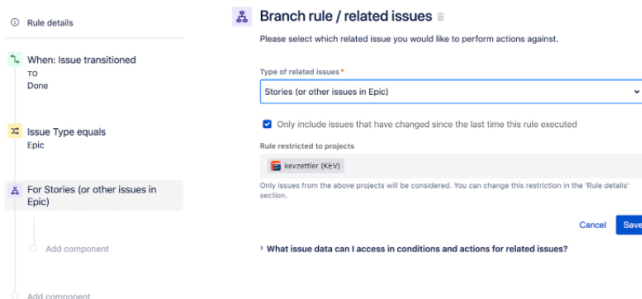 Rule details
When: Issue transitioned
TO
Done
Issue Type equals
Epic
For Stories (or other issues in
Epic)
Add component
Add component
Branch rule / related issues
Please select which related issue you would like to perform actions against.
Type of related issues *
Stories (or other issues in Epic)
Only include issues that have changed since the last time this rule executed
Rule restricted to projects
kevzettler (KEV)
Only issues from the above projects will be considered. You can change this restriction in the 'Rule details'
section.
Cancel
Save
What issue data can I access in conditions and actions for related issues?